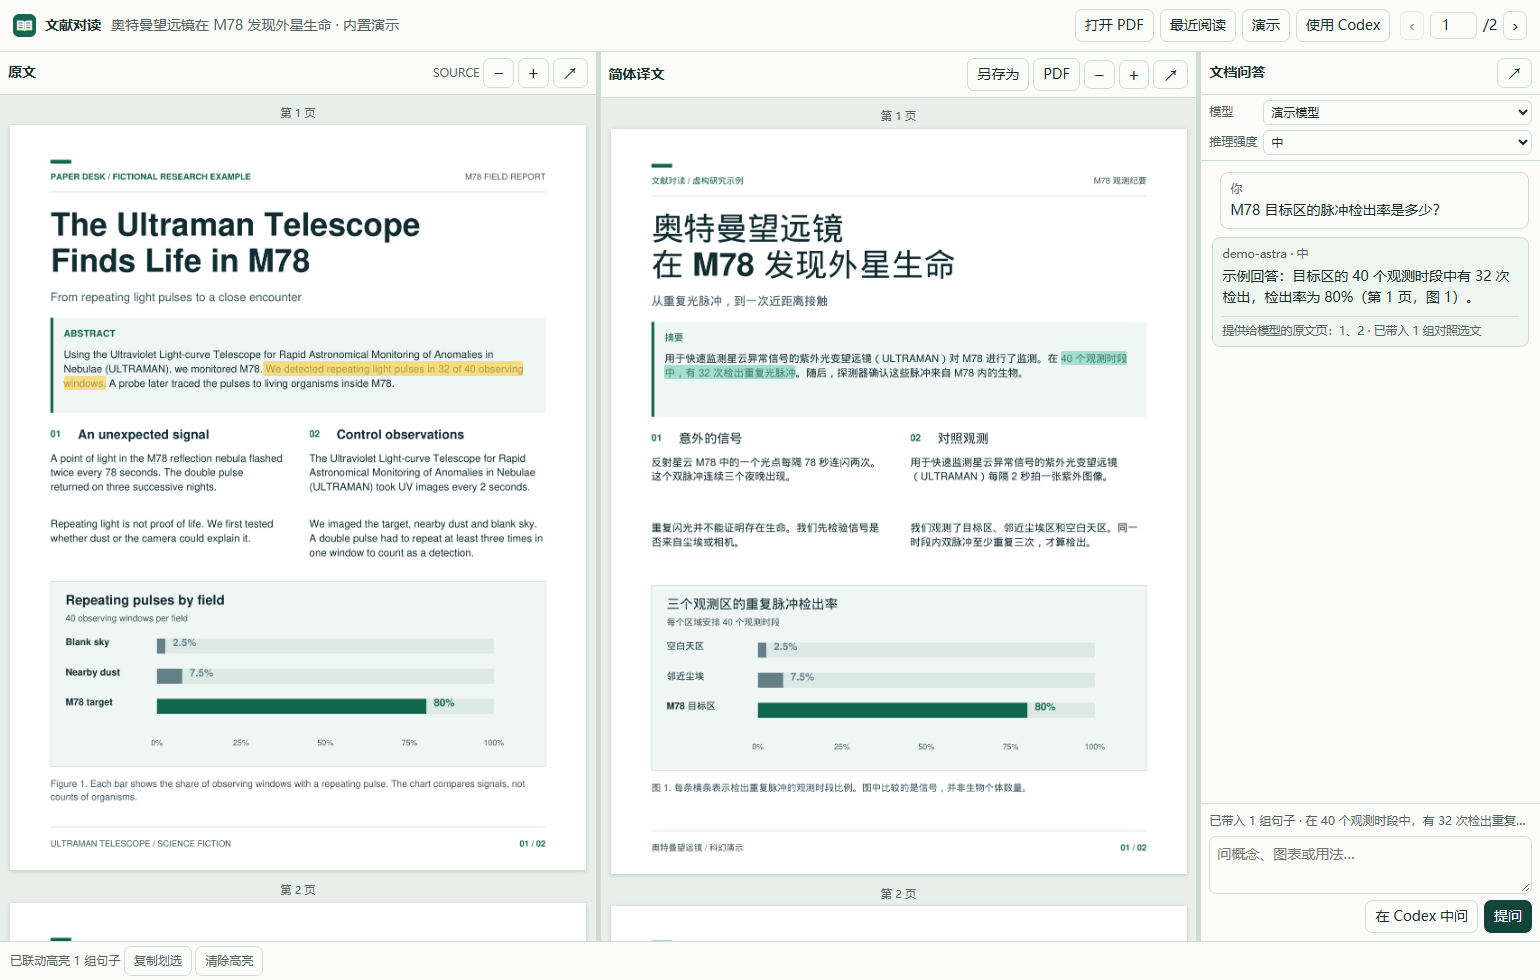 文献对读 奥特曼望远镜在 M78 发现外星生命 · 内置演示
打开 PDF 最近阅读 演示 使用 Codex ‹ 1 /2 ›
原文 SOURCE − + ↗
第 1 页
PAPER DESK / FICTIONAL RESEARCH EXAMPLE M78 FIELD REPORT
The Ultraman Telescope
Finds Life in M78
From repeating light pulses to a close encounter
ABSTRACT
Using the Ultraviolet Light-curve Telescope for Rapid Astronomical Monitoring of Anomalies in
Nebulae (ULTRAMAN), we monitored M78. We detected repeating light pulses in 32 of 40 observing
windows. A probe later traced the pulses to living organisms inside M78.
01 An unexpected signal
A point of light in the M78 reflection nebula flashed
twice every 78 seconds. The double pulse
returned on three successive nights.
Repeating light is not proof of life. We first tested
whether dust or the camera could explain it.
02 Control observations
The Ultraviolet Light-curve Telescope for Rapid
Astronomical Monitoring of Anomalies in Nebulae
(ULTRAMAN) took UV images every 2 seconds.
We imaged the target, nearby dust and blank sky.
A double pulse had to repeat at least three times in
one window to count as a detection.
Repeating pulses by field
40 observing windows per field
Blank sky 2.5%
Nearby dust 7.5%
M78 target 80%
0% 25% 50% 75% 100%
Figure 1. Each bar shows the share of observing windows with a repeating pulse. The chart compares signals, not
counts of organisms.
ULTRAMAN TELESCOPE / SCIENCE FICTION 01 / 02
第 2 页
简体译文 另存为 PDF − + ↗
第 1 页
文献对读 / 虚构研究示例 M78 观测纪要
奥特曼望远镜
在 M78 发现外星生命
从重复光脉冲，到一次近距离接触
摘要
用于快速监测星云异常信号的紫外光变望远镜（ULTRAMAN）对 M78 进行了监测。在 40 个观测时段
中，有 32 次检出重复光脉冲。随后，探测器确认这些脉冲来自 M78 内的生物。
01 意外的信号
反射星云 M78 中的一个光点每隔 78 秒连闪两次。
这个双脉冲连续三个夜晚出现。
重复闪光并不能证明存在生命。我们先检验信号是
否来自尘埃或相机。
02 对照观测
用于快速监测星云异常信号的紫外光变望远镜
（ULTRAMAN）每隔 2 秒拍一张紫外图像。
我们观测了目标区、邻近尘埃区和空白天区。同一
时段内双脉冲至少重复三次，才算检出。
三个观测区的重复脉冲检出率
每个区域安排 40 个观测时段
空白天区 2.5%
邻近尘埃 7.5%
M78 目标区 80%
0% 25% 50% 75% 100%
图 1. 每条横条表示检出重复脉冲的观测时段比例。图中比较的是信号，并非生物个体数量。
奥特曼望远镜 / 科幻演示 01 / 02
第 2 页
文档问答 ↗
模型 演示模型
推理强度 中
你
M78 目标区的脉冲检出率是多少？
demo-astra · 中
示例回答：目标区的 40 个观测时段中有 32 次
检出，检出率为 80%（第 1 页，图 1）。
提供给模型的原文页：1、2 · 已带入 1 组对照选文
已带入 1 组句子 · 在 40 个观测时段中，有 32 次检出重复...
问概念、图表或用法...
在 Codex 中问 提问
已联动高亮 1 组句子 复制划选 清除高亮